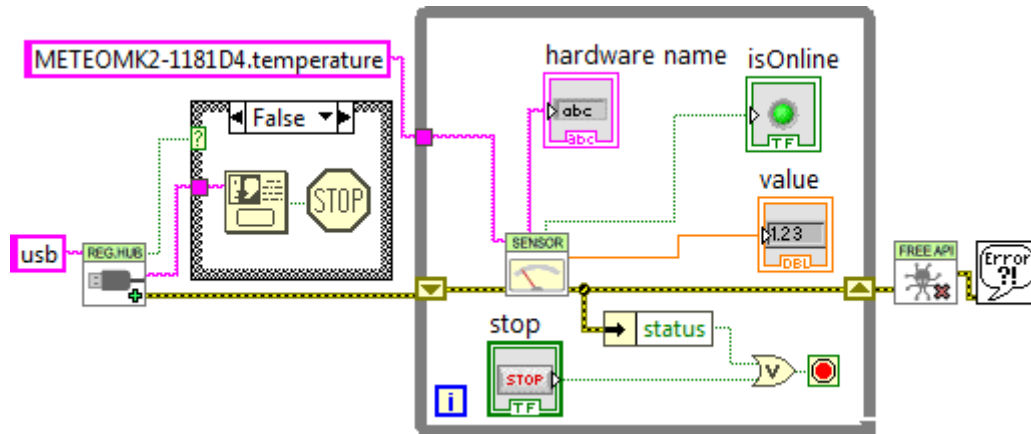 METEOMK2-1181D4.temperature
hardware name
isOnline
abc
abc
TF
False
?
value
STOP
1.23
DBL
usb
REG.HUB
SENSOR
FREE API
Error
?!
stop
status
STOP
TF
V
i